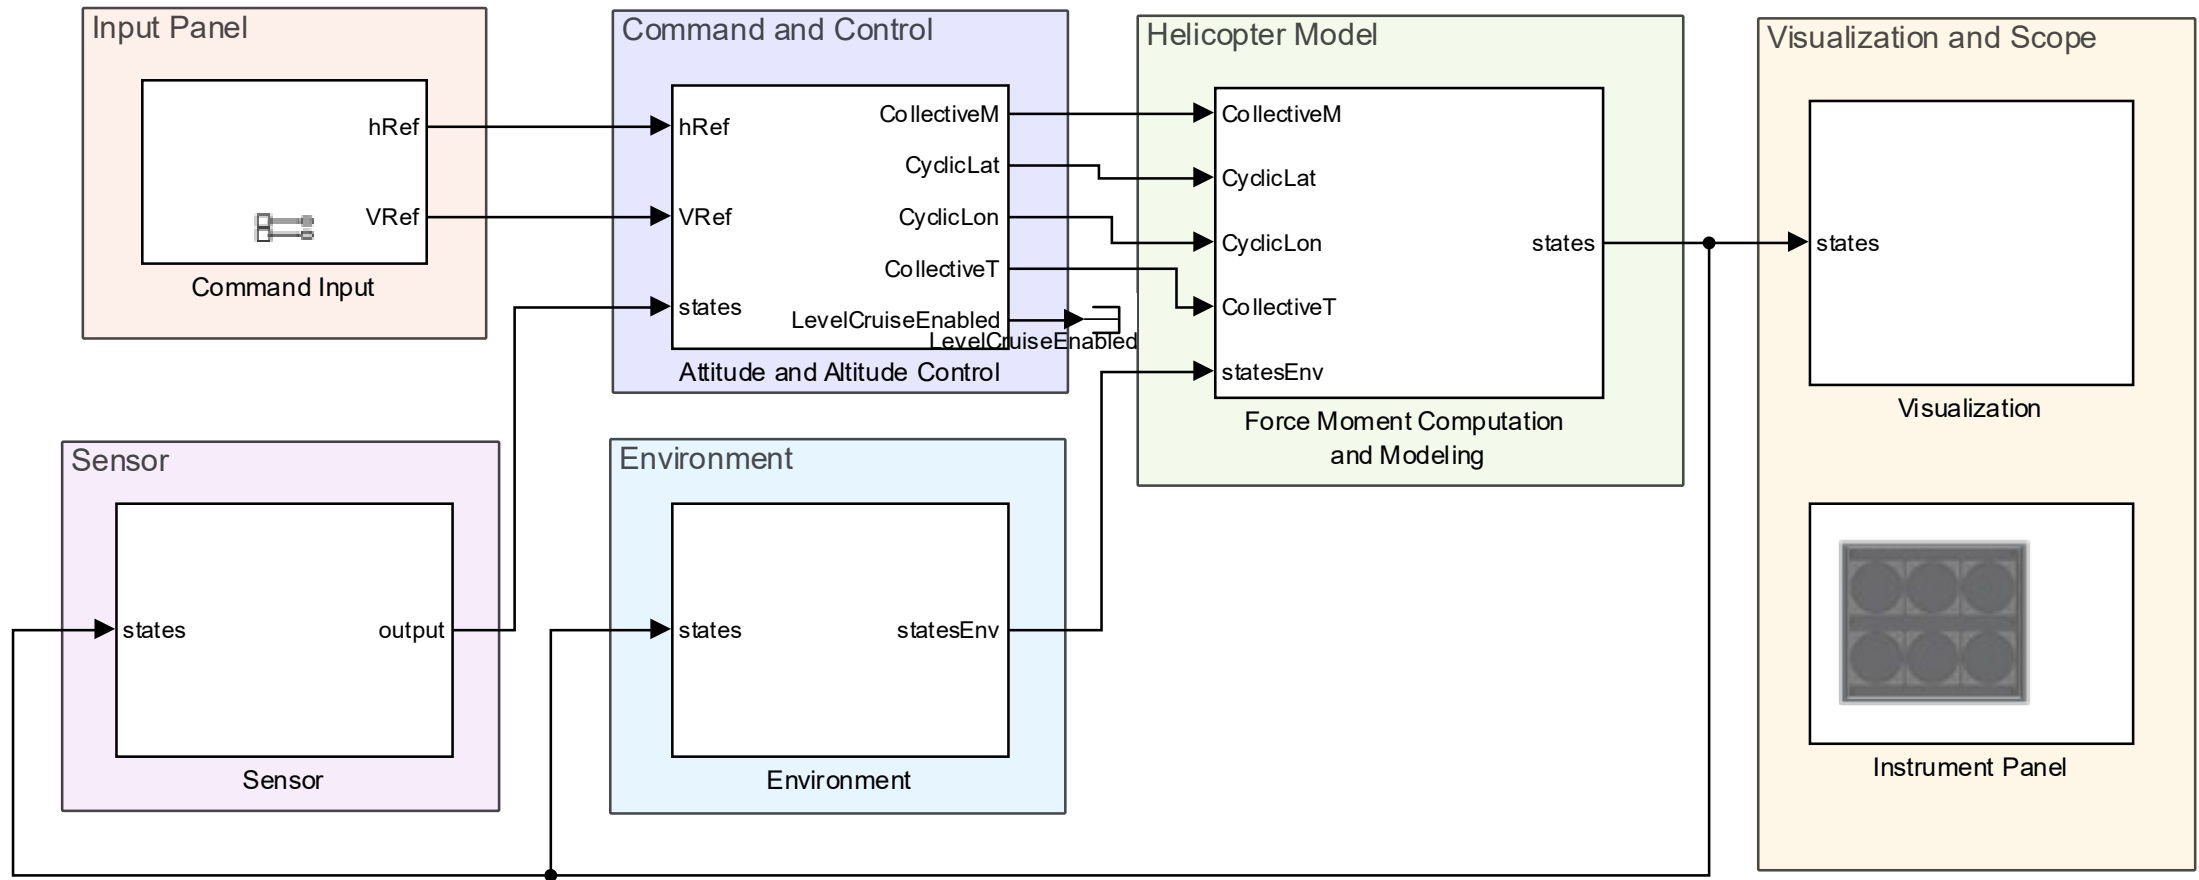 Input Panel
hRef
VRef
Command Input
Command and Control
hRef
VRef
states
CollectiveM
CyclicLat
CyclicLon
CollectiveT
LevelCruiseEnabled
LevelCruiseEnabled
Attitude and Altitude Control
Helicopter Model
CollectiveM
CyclicLat
CyclicLon
CollectiveT
statesEnv
states
Force Moment Computation
and Modeling
Visualization and Scope
states
Visualization
Instrument Panel
Sensor
states
output
Sensor
Environment
states
statesEnv
Environment